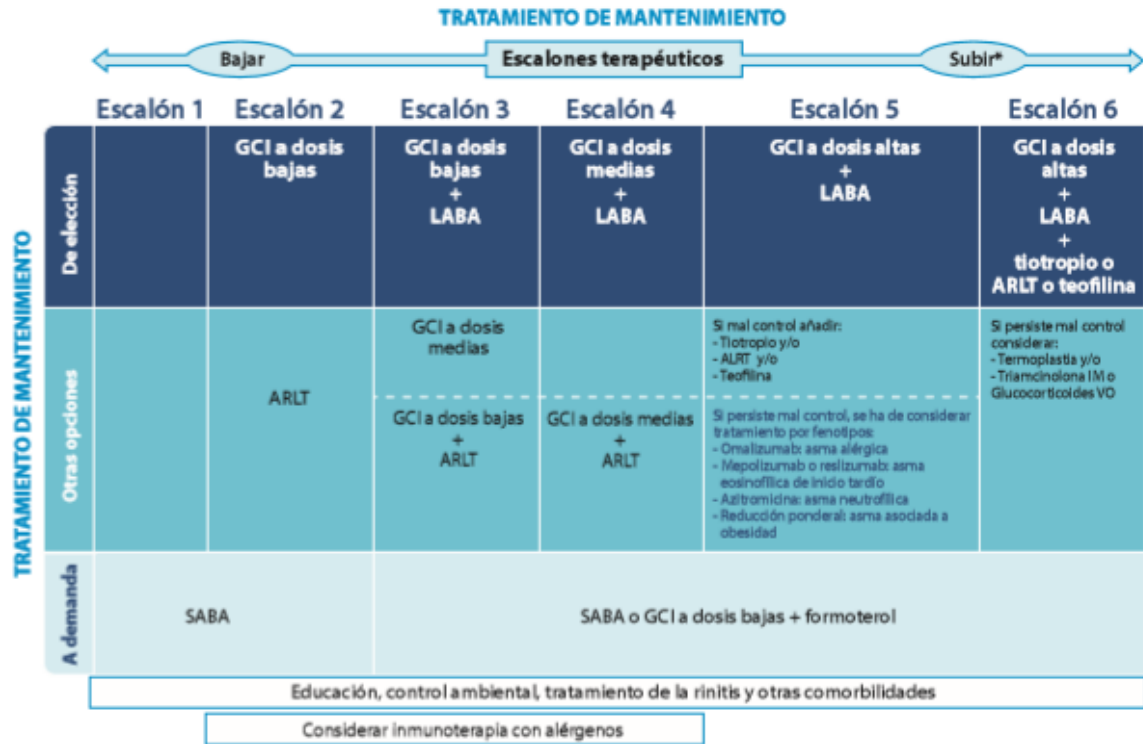 TRATAMIENTO DE MANTENIMIENTO
Bajar
Escalones terapéuticos
Subir*
Escalón 1
Escalón 2
Escalón 3
Escalón 4
Escalón 5
Escalón 6
TRATAMIENTO DE MANTENIMIENTO
De elección
GCI a dosis
bajas
GCI a dosis
bajas
+
LABA
GCI a dosis
medias
+
LABA
GCI a dosis altas
+
LABA
GCI a dosis
altas
+
LABA
+
tiotropio o
ARLT o teofilina
Otras opciones
ARLT
GCI a dosis
medias
GCI a dosis bajas
+
ARLT
GCI a dosis medias
+
ARLT
Si mal control añadir:
- Tiotropio y/o
- ALRT y/o
- Teofilina
Si persiste mal control, se ha de considerar
tratamiento por fenotipos:
- Omalizumab: asma alérgica
- Mepolizumab o reslizumab: asma
eosinofílica de inicio tardío
- Azitromicina: asma neutrofílica
- Reducción ponderal: asma asociada a
obesidad
Si persiste mal control
considerar:
- Termoplastia y/o
- Triamcinolona IM o
Glucocorticoides VO
A demanda
SABA
SABA o GCI a dosis bajas + formoterol
Educación, control ambiental, tratamiento de la rinitis y otras comorbilidades
Considerar inmunoterapia con alérgenos